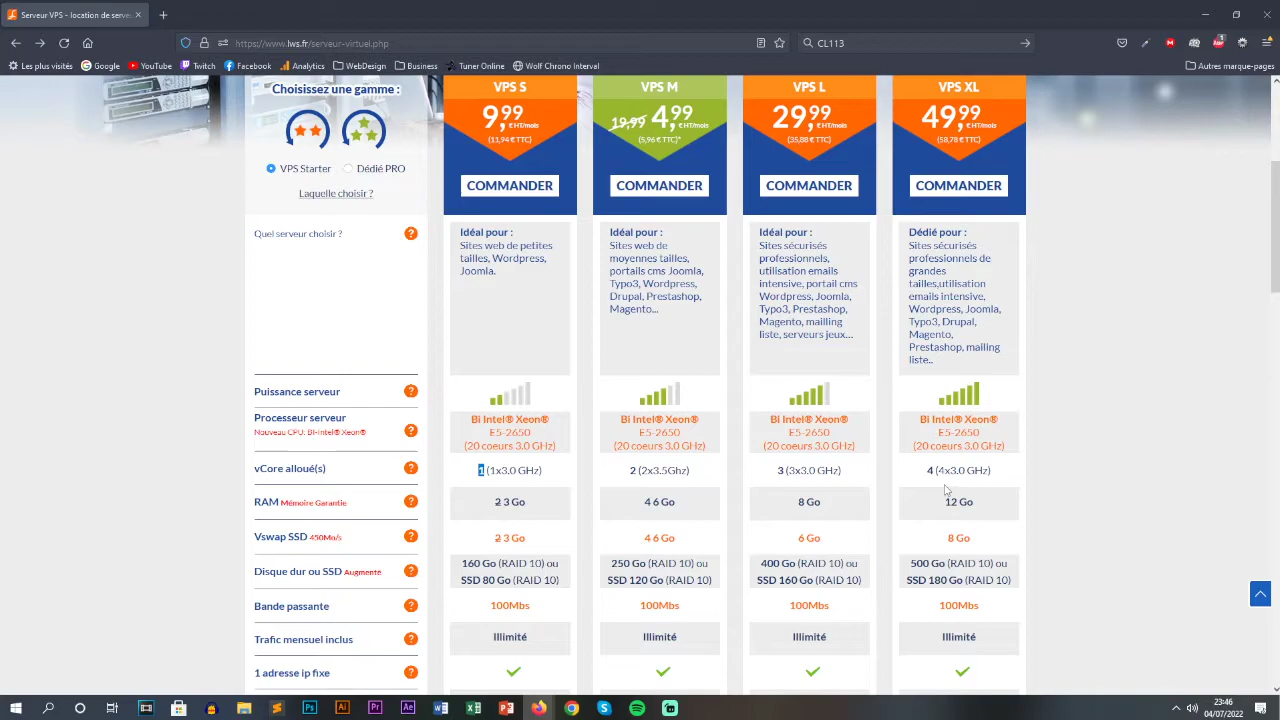 Serveur VPS - location de serve
https://www.lws.fr/serveur-virtuel.php
CL113
Les plus visités
Google
YouTube
Twitch
Facebook
Analytics
WebDesign
Business
Tuner Online
Wolf Chrono Interval
Autres marque-pages
Choisissez une gamme :
VPS Starter
Dédié PRO
Laquelle choisir ?
VPS S
9,99 € HT/mois
(11,94 € TTC)
COMMANDER
VPS M
19,99 4,99 € HT/mois
(5,96 € TTC)*
COMMANDER
VPS L
29,99 € HT/mois
(35,88 € TTC)
COMMANDER
VPS XL
49,99 € HT/mois
(58,78 € TTC)
COMMANDER
Quel serveur choisir ?
?
Idéal pour :
Sites web de petites
tailles, Wordpress,
Joomla.
Idéal pour :
Sites web de
moyennes tailles,
portails cms Joomla,
Typo3, Wordpress,
Drupal, Prestashop,
Magento...
Idéal pour :
Sites sécurisés
professionnels,
utilisation emails
intensive, portail cms
Wordpress, Joomla,
Typo3, Prestashop,
Magento, mailling
liste, serveurs jeux...
Dédié pour :
Sites sécurisés
professionnels de
grandes
tailles,utilisation
emails intensive,
Wordpress, Joomla,
Typo3, Drupal,
Magento,
Prestashop, mailing
liste..
Puissance serveur
?
Processeur serveur
Nouveau CPU: Bi-Intel® Xeon®
?
Bi Intel® Xeon®
E5-2650
(20 coeurs 3.0 GHz)
Bi Intel® Xeon®
E5-2650
(20 coeurs 3.0 GHz)
Bi Intel® Xeon®
E5-2650
(20 coeurs 3.0 GHz)
Bi Intel® Xeon®
E5-2650
(20 coeurs 3.0 GHz)
vCore alloué(s)
?
1 (1x3.0 GHz)
2 (2x3.5Ghz)
3 (3x3.0 GHz)
4 (4x3.0 GHz)
RAM Mémoire Garantie
?
2 3 Go
4 6 Go
8 Go
12 Go
Vswap SSD 450Mo/s
?
2 3 Go
4 6 Go
6 Go
8 Go
Disque dur ou SSD Augmenté
?
160 Go (RAID 10) ou
SSD 80 Go (RAID 10)
250 Go (RAID 10) ou
SSD 120 Go (RAID 10)
400 Go (RAID 10) ou
SSD 160 Go (RAID 10)
500 Go (RAID 10) ou
SSD 180 Go (RAID 10)
Bande passante
?
100Mbs
100Mbs
100Mbs
100Mbs
Trafic mensuel inclus
?
Illimité
Illimité
Illimité
Illimité
1 adresse ip fixe
?
23:46
04/07/2022